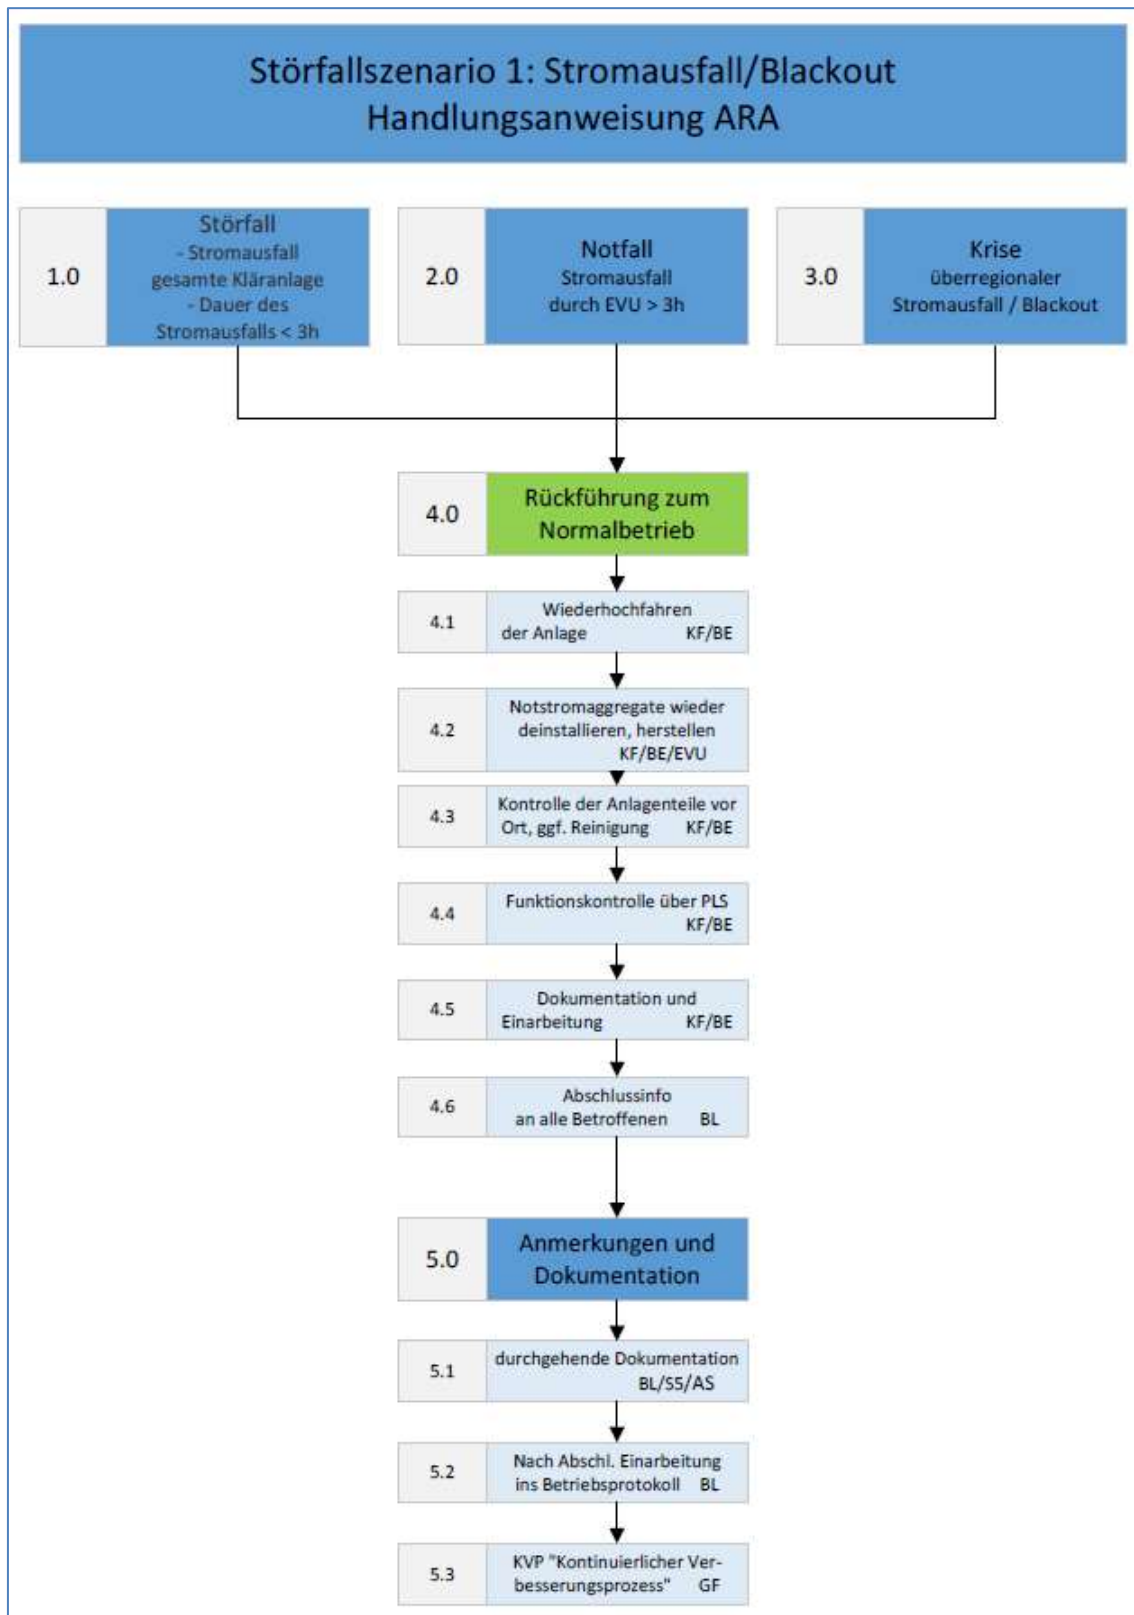 Störfallszenario 1: Stromausfall/Blackout
Handlungsanweisung ARA
1.0
Störfall
- Stromausfall
gesamte Kläranlage
- Dauer des
Stromausfalls < 3h
2.0
Notfall
Stromausfall
durch EVU > 3h
3.0
Krise
überregionaler
Stromausfall / Blackout
4.0
Rückführung zum
Normalbetrieb
4.1
Wiederhochfahren
der Anlage KF/BE
4.2
Notstromaggregate wieder
deinstallieren, herstellen
KF/BE/EVU
4.3
Kontrolle der Anlagenteile vor
Ort, ggf. Reinigung KF/BE
4.4
Funktionskontrolle über PLS
KF/BE
4.5
Dokumentation und
Einarbeitung KF/BE
4.6
Abschlussinfo
an alle Betroffenen BL
5.0
Anmerkungen und
Dokumentation
5.1
durchgehende Dokumentation
BL/S5/AS
5.2
Nach Abschl. Einarbeitung
ins Betriebsprotokoll BL
5.3
KVP "Kontinuierlicher Ver-
besserungsprozess" GF